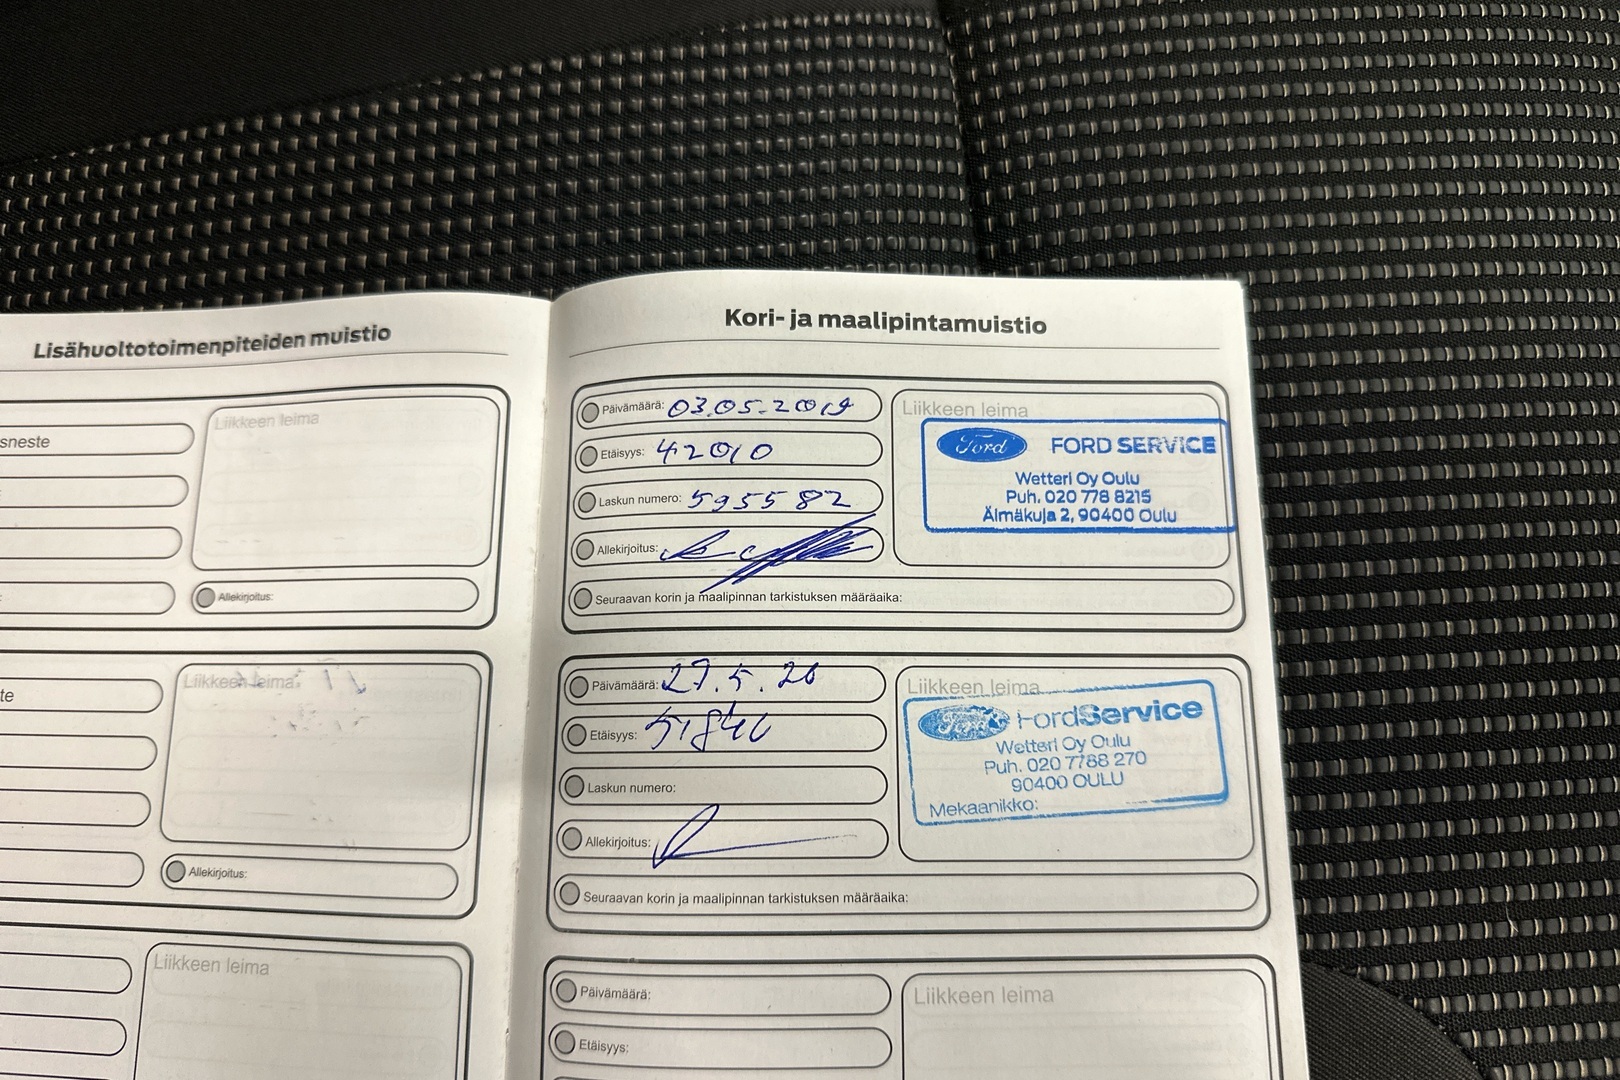 Lisähuoltotoimenpiteiden muistio
sneste
Liikkeen leima
Allekirjoitus:
te
Liikkeen leima
Allekirjoitus:
Liikkeen leima
Kori- ja maalipintamuistio
Päivämäärä: 03.05.2019
Etäisyys: 42010
Laskun numero: 595582
Allekirjoitus:
Seuraavan korin ja maalipinnan tarkistuksen määräaika:
Liikkeen leima
Ford FORD SERVICE
Wetteri Oy Oulu
Puh. 020 778 8215
Älmäkuja 2, 90400 Oulu
Päivämäärä: 27.5.20
Etäisyys:
Laskun numero:
Allekirjoitus:
Seuraavan korin ja maalipinnan tarkistuksen määräaika:
Liikkeen leima
Ford FordService
Wetteri Oy Oulu
Puh. 020 7788 270
90400 OULU
Mekaanikko:
Päivämäärä:
Etäisyys:
Liikkeen leima